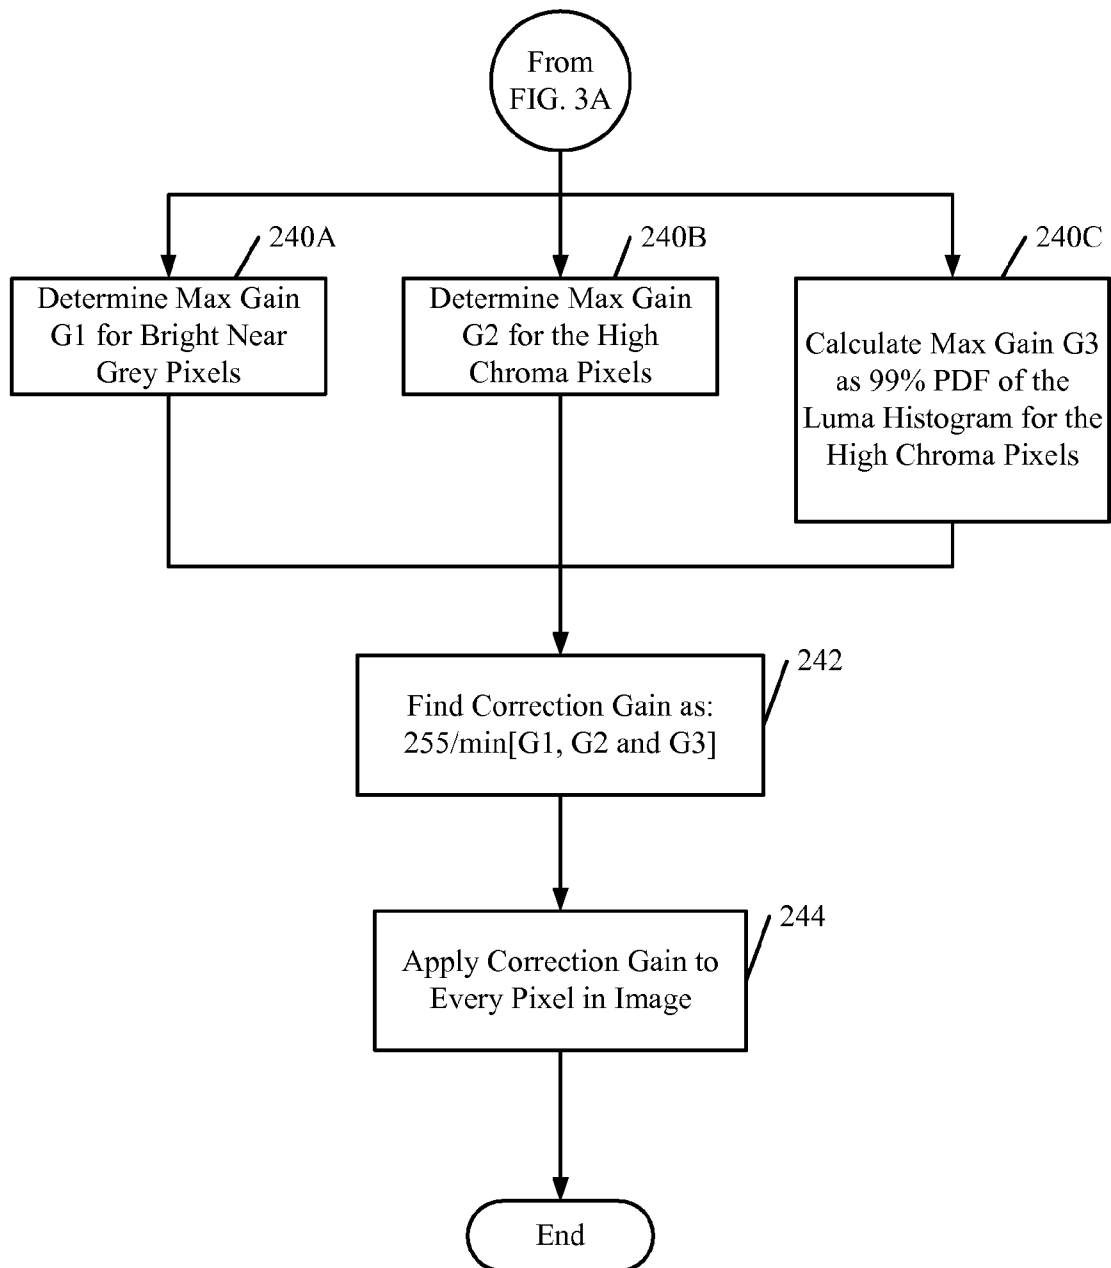 From
FIG. 3A
240A
240B
240C
Determine Max Gain
G1 for Bright Near
Grey Pixels
Determine Max Gain
G2 for the High
Chroma Pixels
Calculate Max Gain G3
as 99% PDF of the
Luma Histogram for the
High Chroma Pixels
242
Find Correction Gain as:
255/min[G1, G2 and G3]
244
Apply Correction Gain to
Every Pixel in Image
End